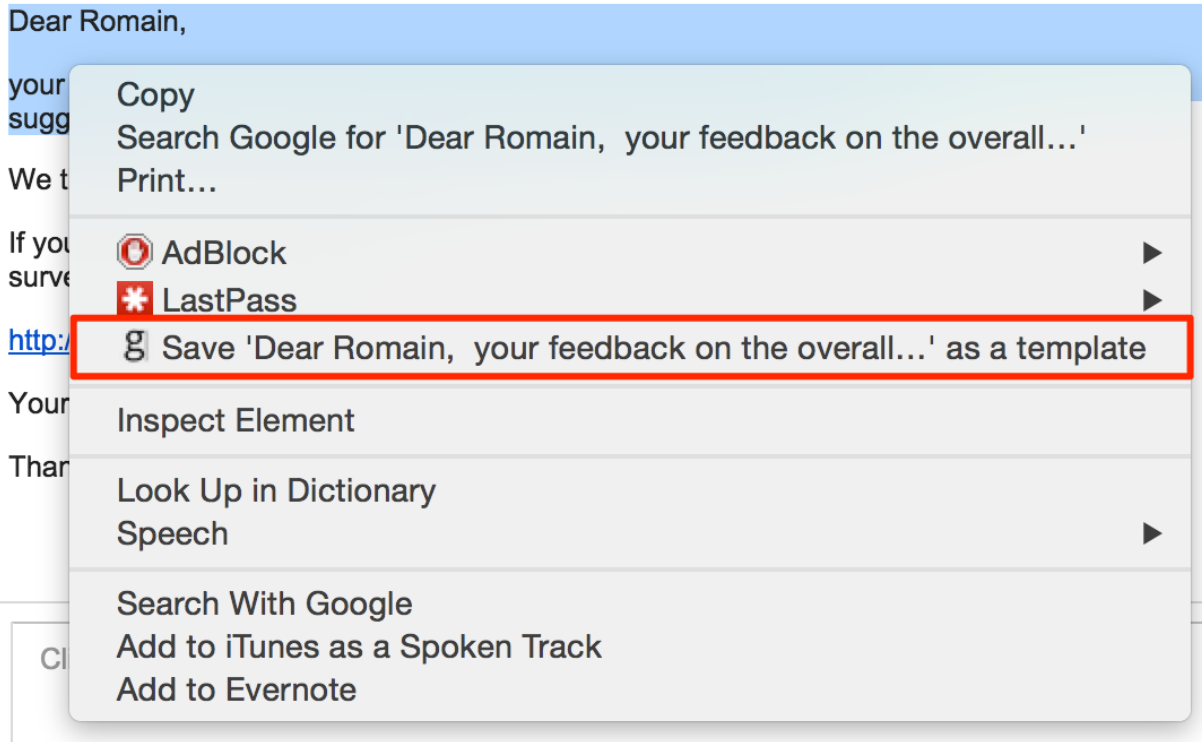 Dear Romain,
your
sugg
We t
If you
surve
http:/
Your
Than
Cl
Copy
Search Google for 'Dear Romain,  your feedback on the overall...'
Print...
AdBlock
LastPass
g Save 'Dear Romain,  your feedback on the overall...' as a template
Inspect Element
Look Up in Dictionary
Speech
Search With Google
Add to iTunes as a Spoken Track
Add to Evernote